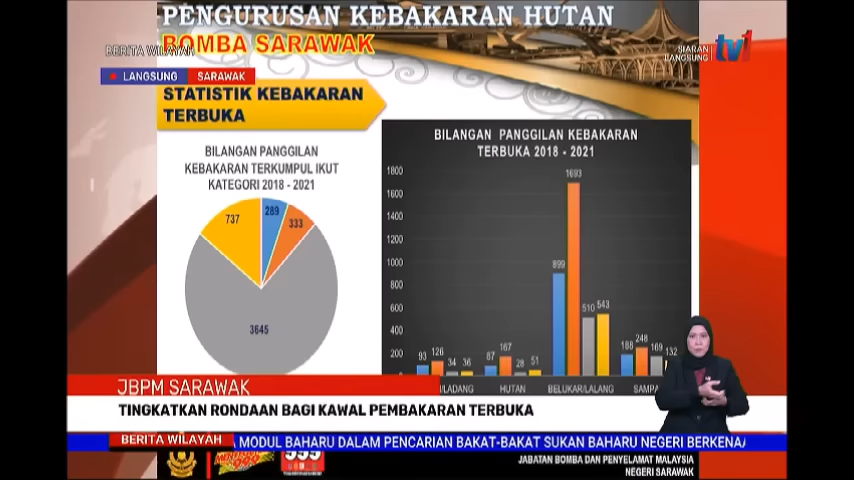 PENGURUSAN KEBAKARAN HUTAN
BOMBA SARAWAK
BERITA WILAYAH
SIARAN
LANGSUNG
tv1
LANGSUNG
SARAWAK
STATISTIK KEBAKARAN
TERBUKA
BILANGAN PANGGILAN
KEBAKARAN TERKUMPUL IKUT
KATEGORI 2018 - 2021
737
289
333
3645
BILANGAN PANGGILAN KEBAKARAN
TERBUKA 2018 - 2021
1800
1600
1400
1200
1000
800
600
400
200
93
126
34
36
87
167
28
51
899
1693
510
543
188
248
169
132
/LADANG
HUTAN
BELUKAR/LALANG
SAMPA
JBPM SARAWAK
TINGKATKAN RONDAAN BAGI KAWAL PEMBAKARAN TERBUKA
BERITA WILAYAH
MODUL BAHARU DALAM PENCARIAN BAKAT-BAKAT SUKAN BAHARU NEGERI BERKENAA
999
JABATAN BOMBA DAN PENYELAMAT MALAYSIA
NEGERI SARAWAK